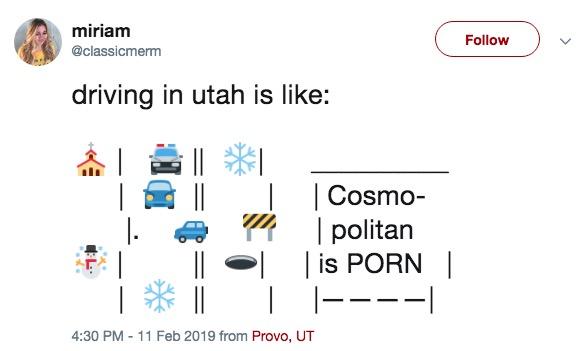 miriam
@classicmerm
Follow
driving in utah is like:
Cosmo-
politan
is PORN
4:30 PM - 11 Feb 2019 from Provo, UT